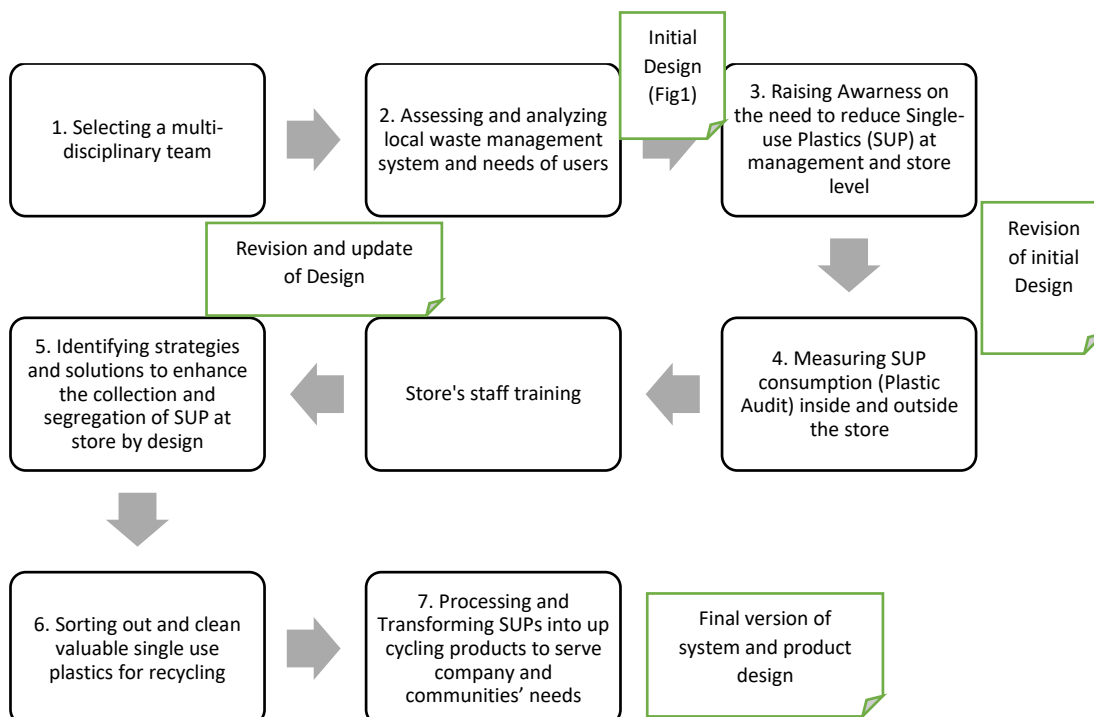 1. Selecting a multi-
disciplinary team
2. Assessing and analyzing
local waste management
system and needs of users
Initial
Design
(Fig1)
3. Raising Awarness on
the need to reduce Single-
use Plastics (SUP) at
management and store
level
Revision
of initial
Design
4. Measuring SUP
consumption (Plastic
Audit) inside and outside
the store
Store's staff training
Revision and update
of Design
5. Identifying strategies
and solutions to enhance
the collection and
segregation of SUP at
store by design
6. Sorting out and clean
valuable single use
plastics for recycling
7. Processing and
Transforming SUPs into up
cycling products to serve
company and
communities’ needs
Final version of
system and product
design